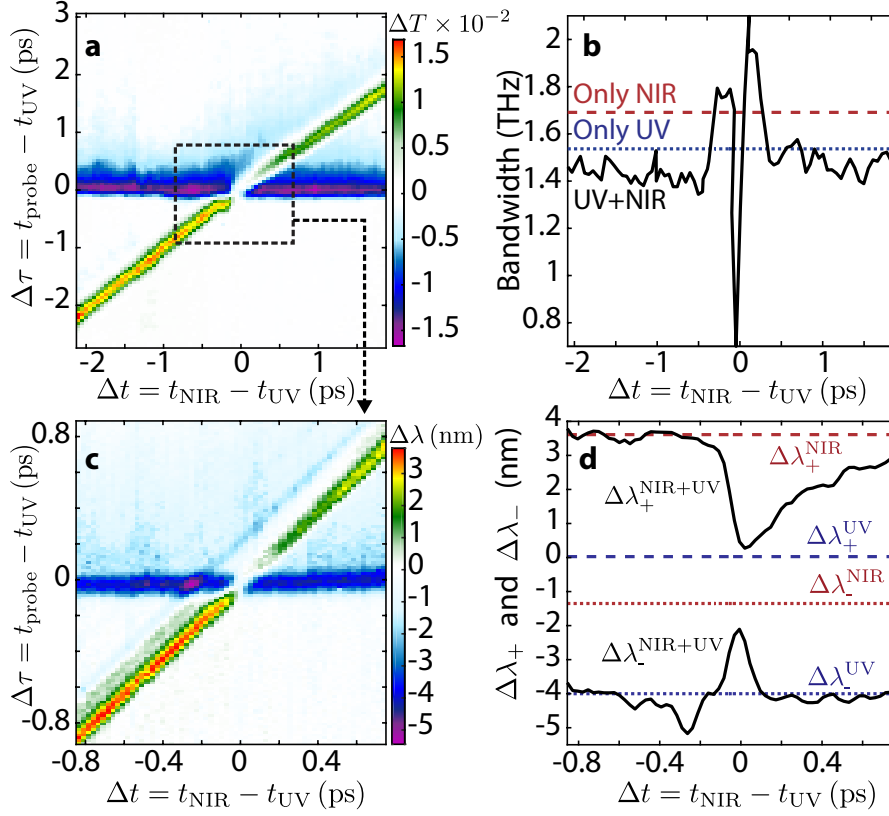 a
ΔT × 10⁻²
Δτ = t_probe − t_UV (ps)
3
2
1
0
-1
-2
1.5
1
0.5
0
-0.5
-1
-1.5
-2
-1
0
1
Δt = t_NIR − t_UV (ps)
b
Bandwidth (THz)
2
1.8
1.6
1.4
1.2
1
0.8
Only NIR
Only UV
UV+NIR
-2
-1
0
1
Δt = t_NIR − t_UV (ps)
c
Δλ (nm)
Δτ = t_probe − t_UV (ps)
0.8
0
-0.8
3
2
1
0
-1
-2
-3
-4
-5
-0.8
-0.4
0
0.4
Δt = t_NIR − t_UV (ps)
d
Δλ₊ and Δλ₋ (nm)
4
3
2
1
0
-1
-2
-3
-4
-5
Δλ₊^NIR
Δλ₊^NIR+UV
Δλ₊^UV
Δλ₋^NIR
Δλ₋^NIR+UV
Δλ₋^UV
-0.8
-0.4
0
0.4
Δt = t_NIR − t_UV (ps)